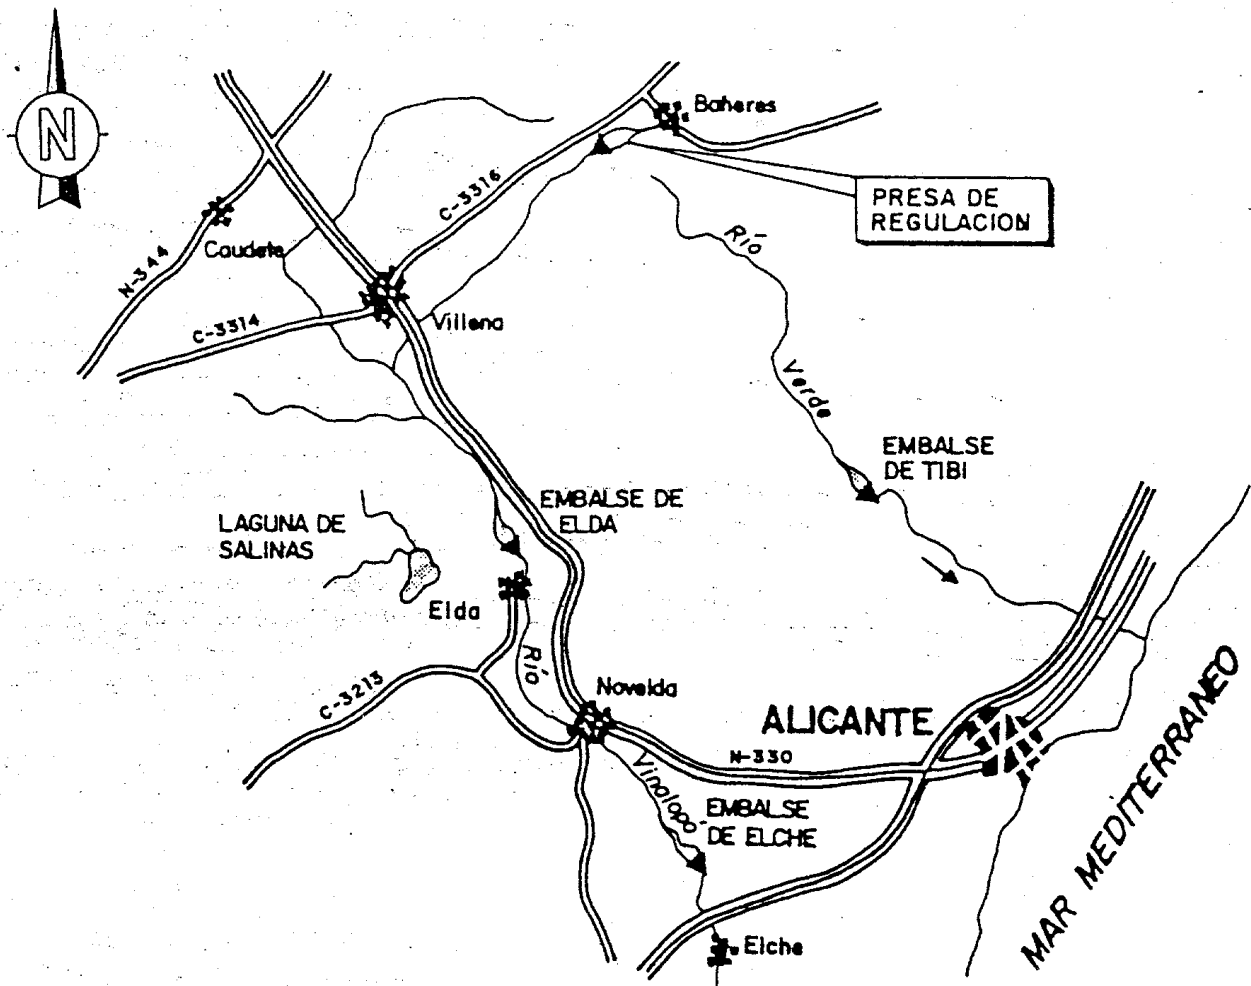 N
Bañeres
C-3316
PRESA DE
REGULACION
Río
Caudete
N-344
C-3314
Villena
Verde
EMBALSE
DE TIBI
EMBALSE DE
ELDA
LAGUNA DE
SALINAS
Elda
Río
C-3213
Novelda
ALICANTE
N-330
Vinalopó
EMBALSE
DE ELCHE
MAR MEDITERRANEO
Elche